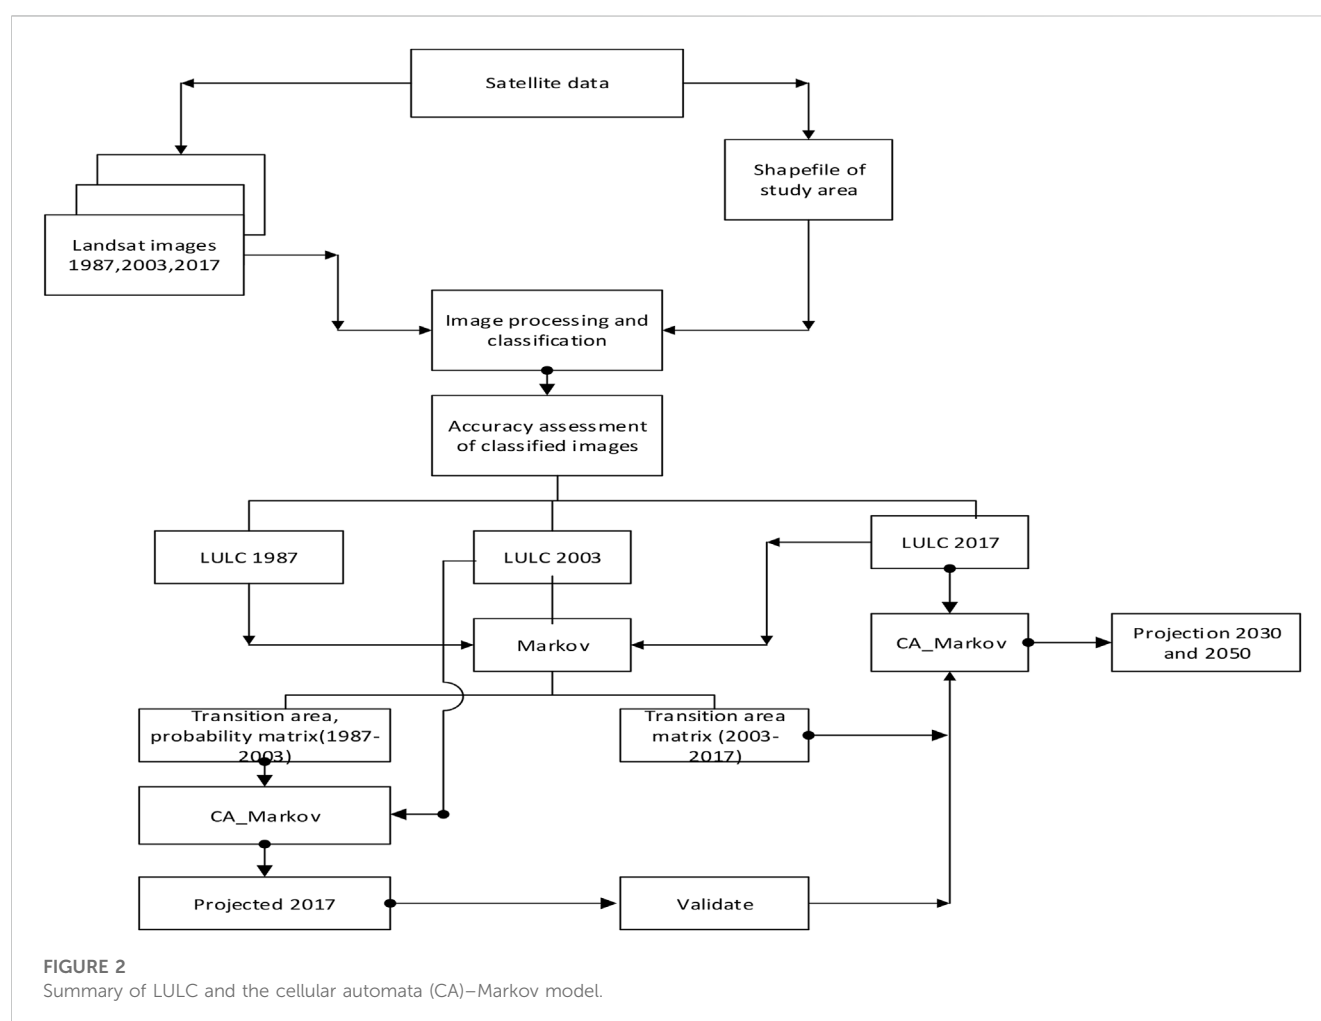 Satellite data
Shapefile of
study area
Landsat images
1987,2003,2017
Image processing and
classification
Accuracy assessment
of classified images
LULC 1987
LULC 2003
LULC 2017
Markov
CA_Markov
Projection 2030
and 2050
Transition area,
probability matrix(1987-
2003)
Transition area
matrix (2003-
2017)
CA_Markov
Projected 2017
Validate
FIGURE 2
Summary of LULC and the cellular automata (CA)–Markov model.